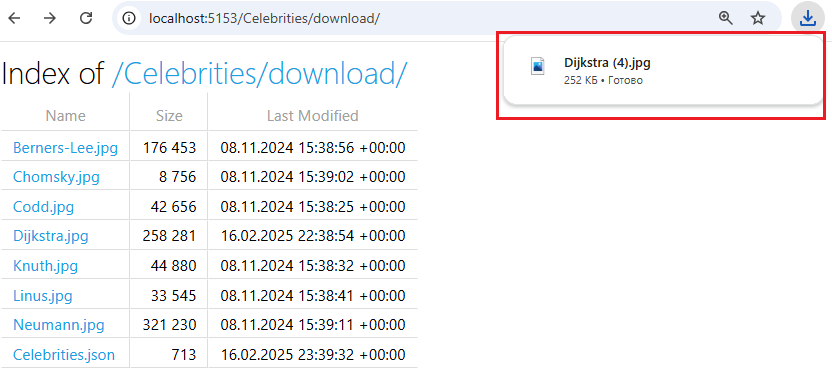 localhost:5153/Celebrities/download/
Dijkstra (4).jpg
252 КБ • Готово
Index of /Celebrities/download/
Name Size Last Modified
Berners-Lee.jpg 176 453 08.11.2024 15:38:56 +00:00
Chomsky.jpg 8 756 08.11.2024 15:39:02 +00:00
Codd.jpg 42 656 08.11.2024 15:38:25 +00:00
Dijkstra.jpg 258 281 16.02.2025 22:38:54 +00:00
Knuth.jpg 44 880 08.11.2024 15:38:32 +00:00
Linus.jpg 33 545 08.11.2024 15:38:41 +00:00
Neumann.jpg 321 230 08.11.2024 15:39:11 +00:00
Celebrities.json 713 16.02.2025 23:39:32 +00:00